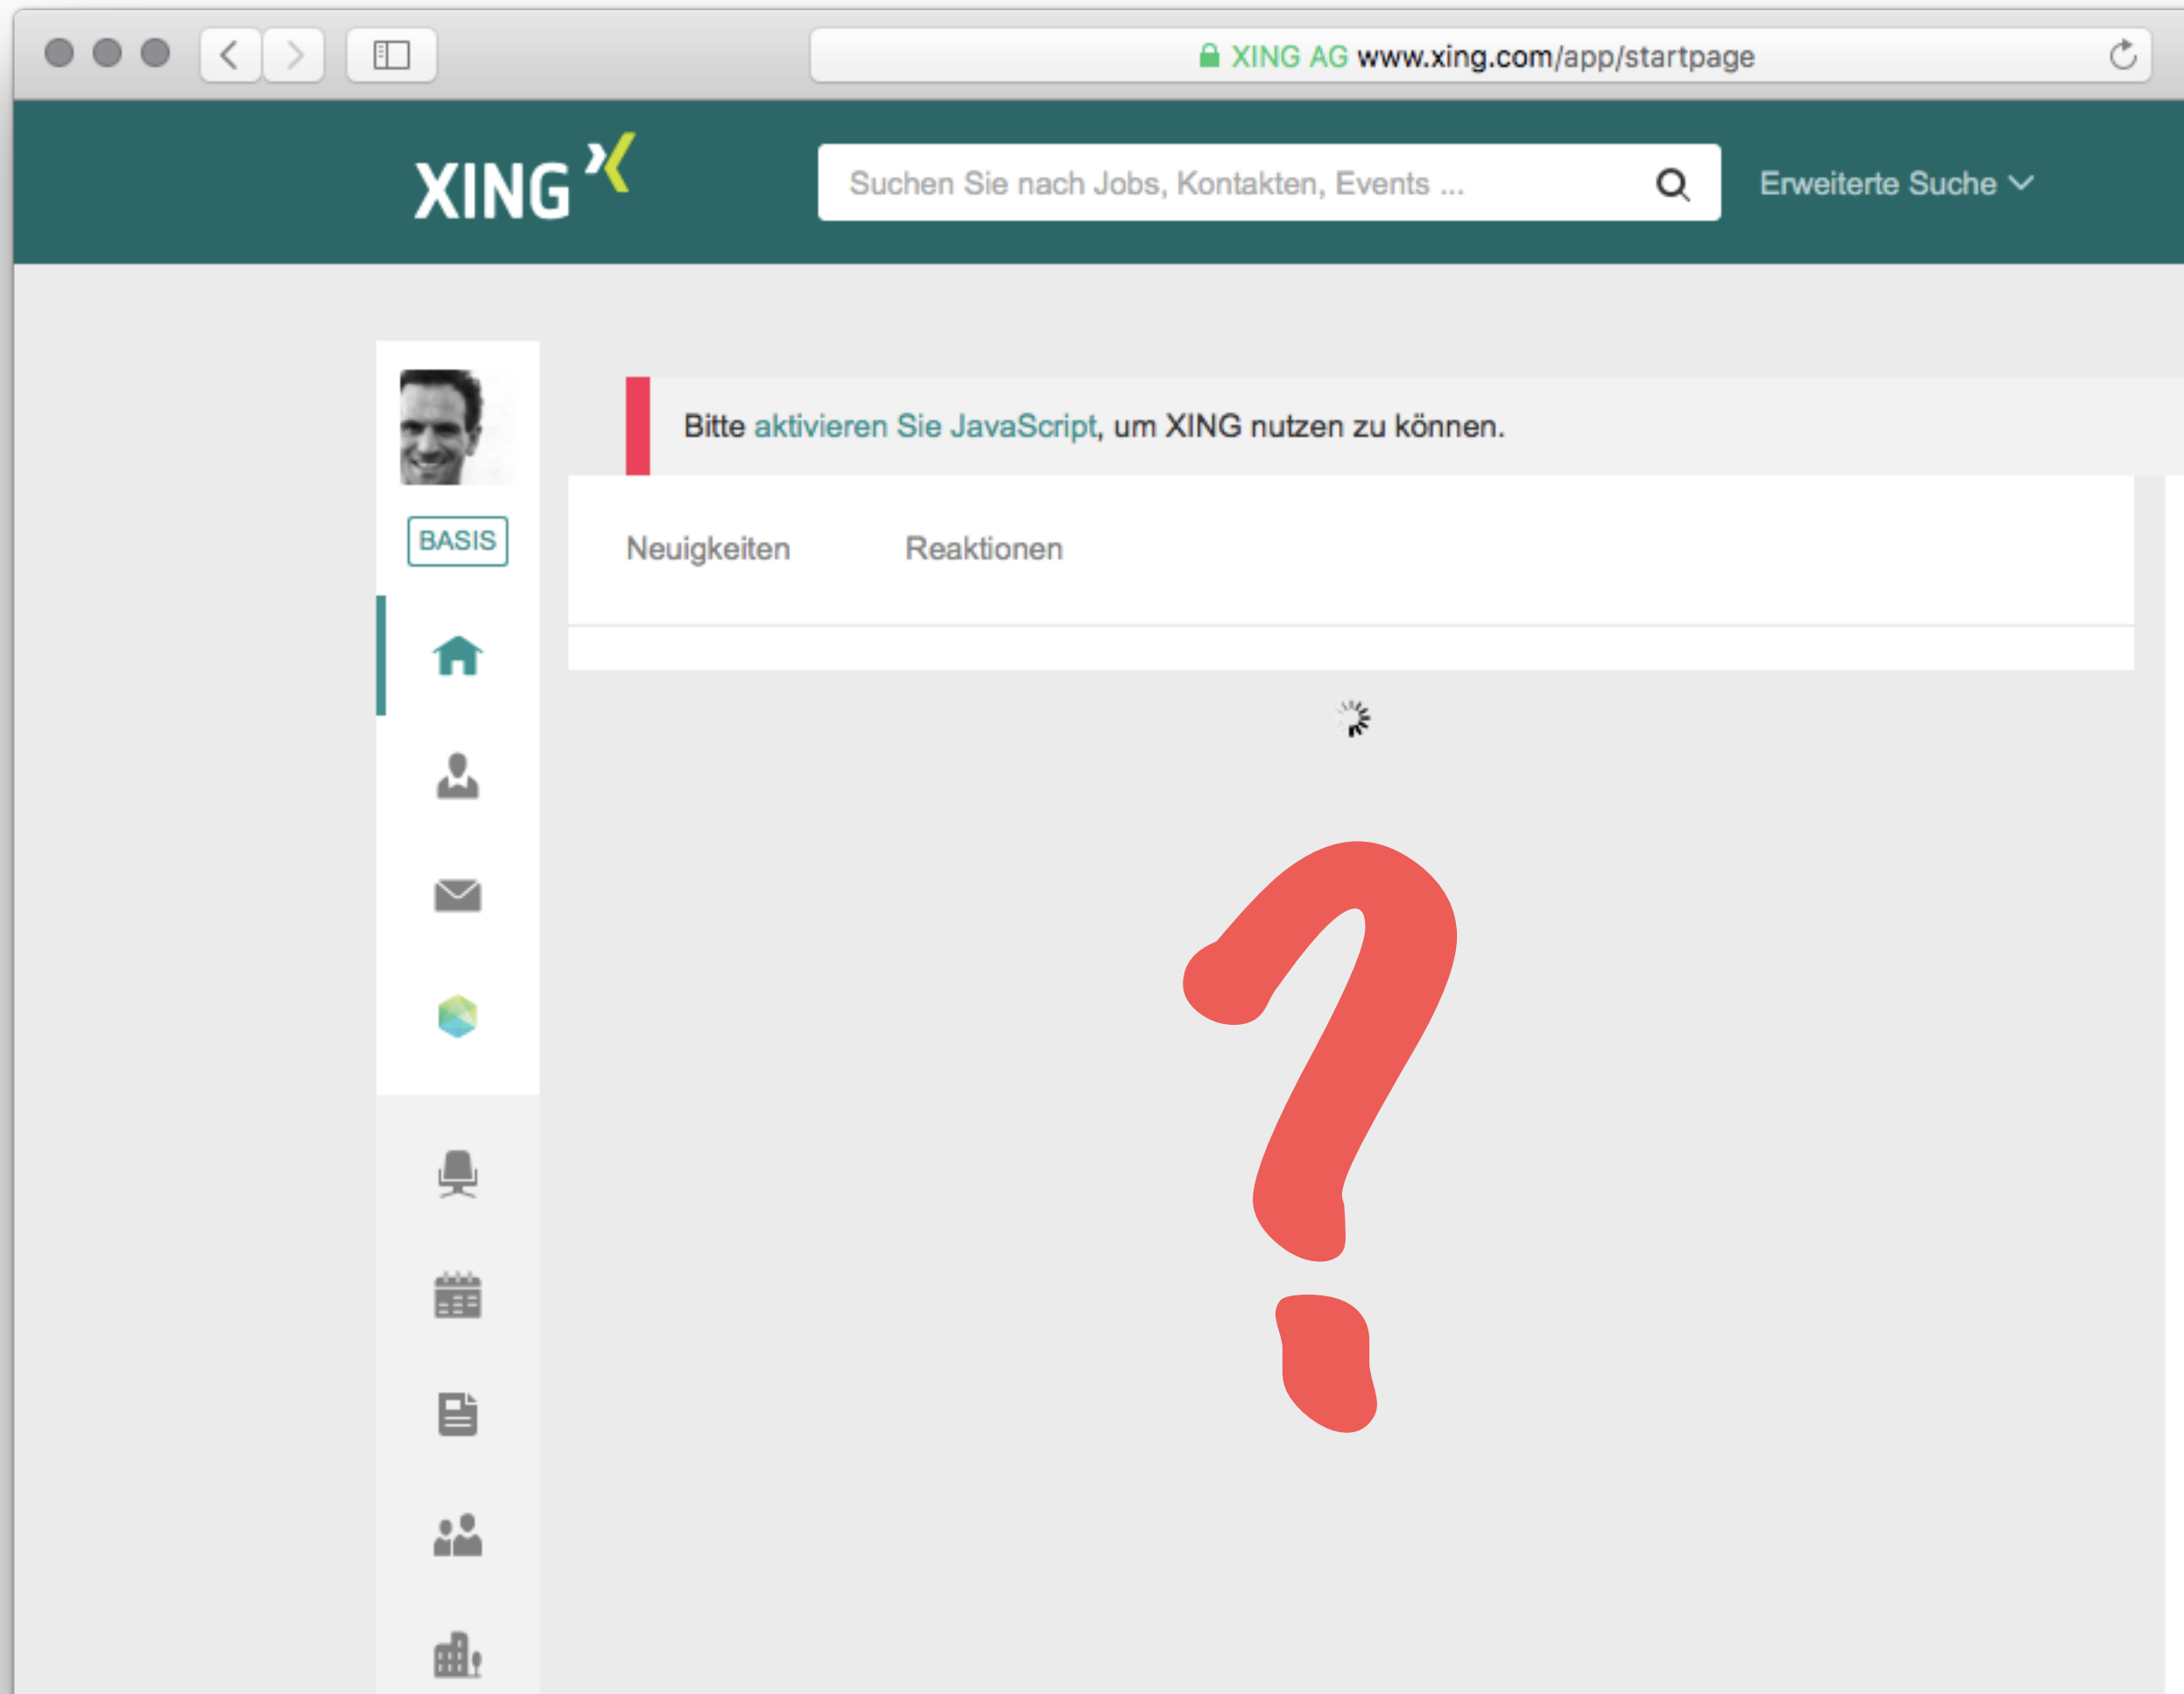 XING AG www.xing.com/app/startpage
XING
Suchen Sie nach Jobs, Kontakten, Events ...
Erweiterte Suche
Bitte aktivieren Sie JavaScript, um XING nutzen zu können.
BASIS
Neuigkeiten
Reaktionen
?